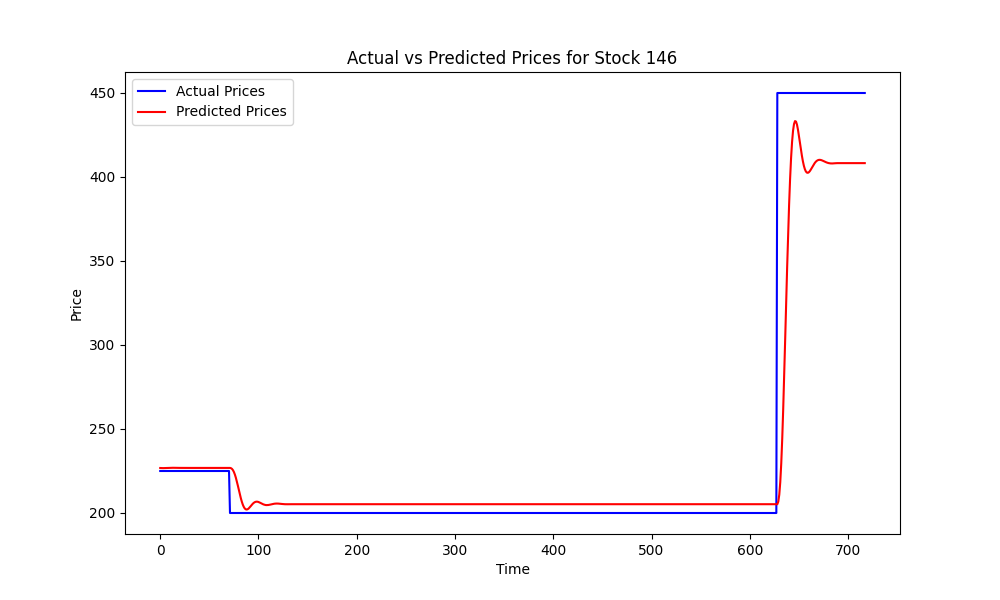 Actual vs Predicted Prices for Stock 146
Actual Prices
Predicted Prices
Price
450
400
350
300
250
200
0 100 200 300 400 500 600 700
Time